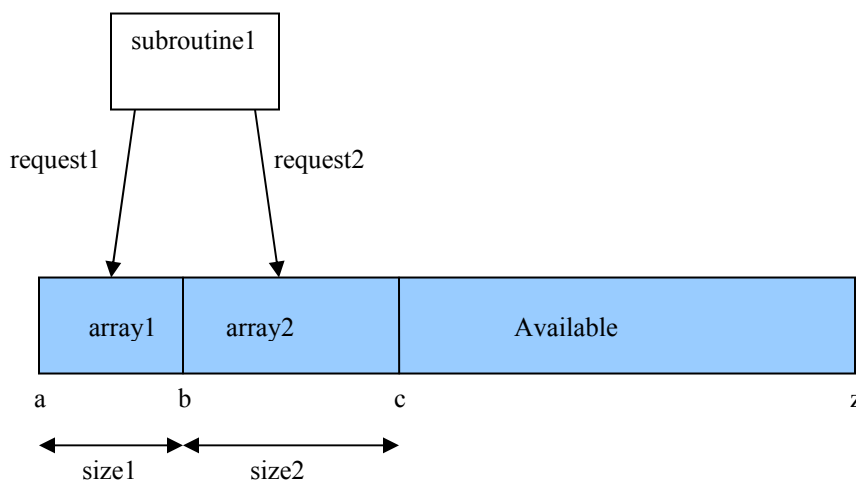 subroutine1
request1
request2
array1
array2
Available
a
b
c
z
size1
size2